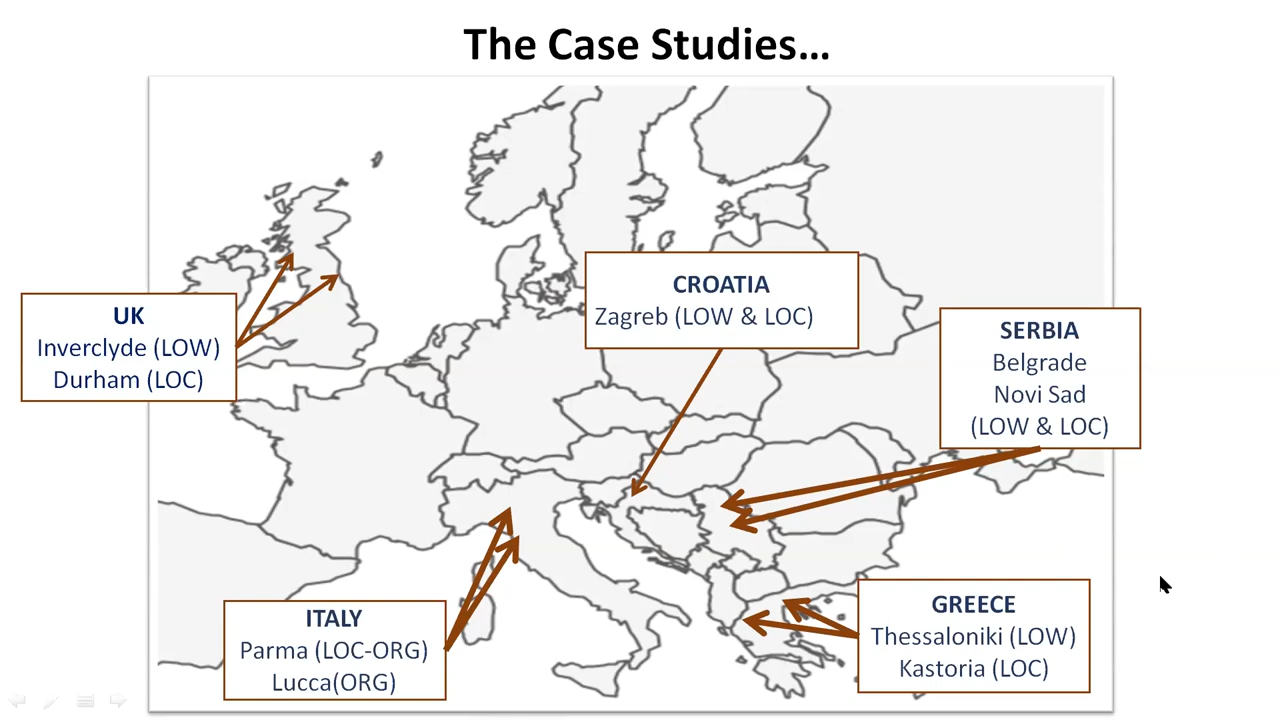 The Case Studies...
UK
Inverclyde (LOW)
Durham (LOC)
CROATIA
Zagreb (LOW & LOC)
SERBIA
Belgrade
Novi Sad
(LOW & LOC)
ITALY
Parma (LOC-ORG)
Lucca(ORG)
GREECE
Thessaloniki (LOW)
Kastoria (LOC)